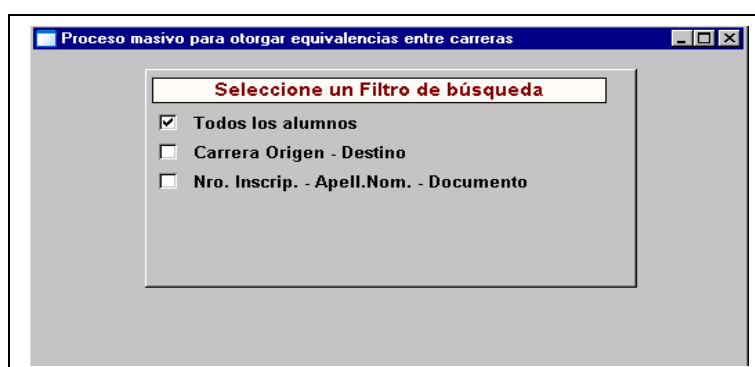 Proceso masivo para otorgar equivalencias entre carreras
Seleccione un Filtro de búsqueda
Todos los alumnos
Carrera Origen - Destino
Nro. Inscrip. - Apell.Nom. - Documento